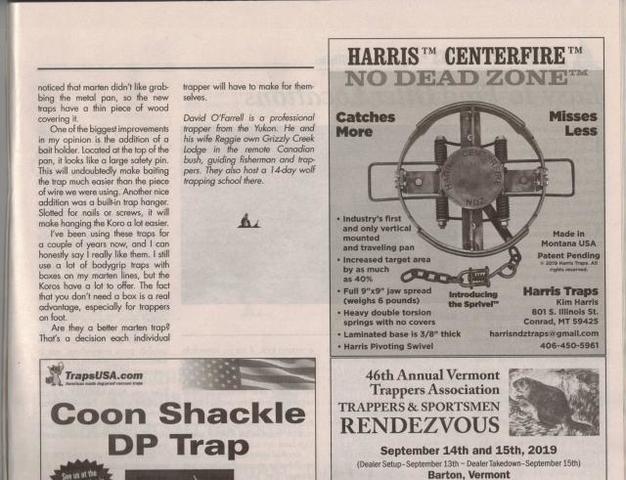 noticed that marten didn't like grab-
bing the metal pan, so the new
traps have a thin piece of wood
covering it.
One of the biggest improvements
in my opinion is the addition of a
bait holder. Located at the top of the
pan, it looks like a large safety pin.
This will undoubtedly make baiting
the trap much easier than the piece
of wire we were using. Another nice
addition was a built-in trap hanger.
Slotted for nails or screws, it will
make hanging the Koro a lot easier.
I've been using these traps for
a couple of years now, and I can
honestly say I really like them. I still
use a lot of bodygrip traps with
boxes on my marten lines, but the
Koros have a lot to offer. The fact
that you don't need a box is a real
advantage, especially for trappers
on foot.
Are they a better marten trap?
That's a decision each individual
trapper will have to make for them-
selves.
David O'Farrell is a professional
trapper from the Yukon. He and
his wife Reggie own Grizzly Creek
Lodge in the remote Canadian
bush, guiding fisherman and trap-
pers. They also host a 14-day wolf
trapping school there.
HARRIS™ CENTERFIRE™
NO DEAD ZONE™
Catches
More
Misses
Less
• Industry's first
and only vertical
mounted
and traveling pan
• Increased target area
by as much
as 40%
• Full 9"x9" jaw spread
(weighs 6 pounds)
• Heavy double torsion
springs with no covers
• Laminated base is 3/8" thick
• Harris Pivoting Swivel
Introducing
the Sprivel™
Made in
Montana USA
Patent Pending
© 2019 Harris Traps. All
rights reserved.
Harris Traps
Kim Harris
801 S. Illinois St.
Conrad, MT 59425
harrisndztraps@gmail.com
406-450-5961
TrapsUSA.com
American made dogproof raccoon traps
Coon Shackle
DP Trap
See us at the
46th Annual Vermont
Trappers Association
TRAPPERS & SPORTSMEN
RENDEZVOUS
September 14th and 15th, 2019
(Dealer Setup - September 13th ~ Dealer Takedown - September 15th)
Barton, Vermont